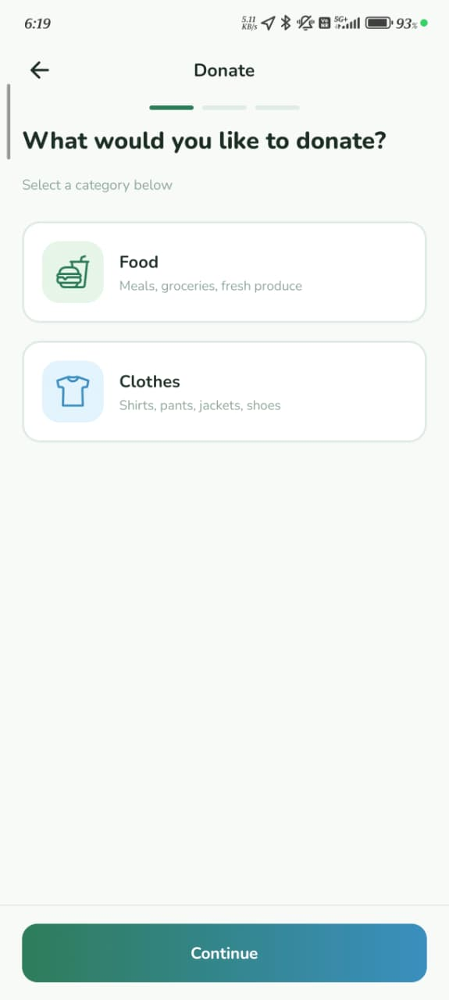 6:19
5.11 KB/s
Vo
5G+
93%
Donate
What would you like to donate?
Select a category below
Food
Meals, groceries, fresh produce
Clothes
Shirts, pants, jackets, shoes
Continue